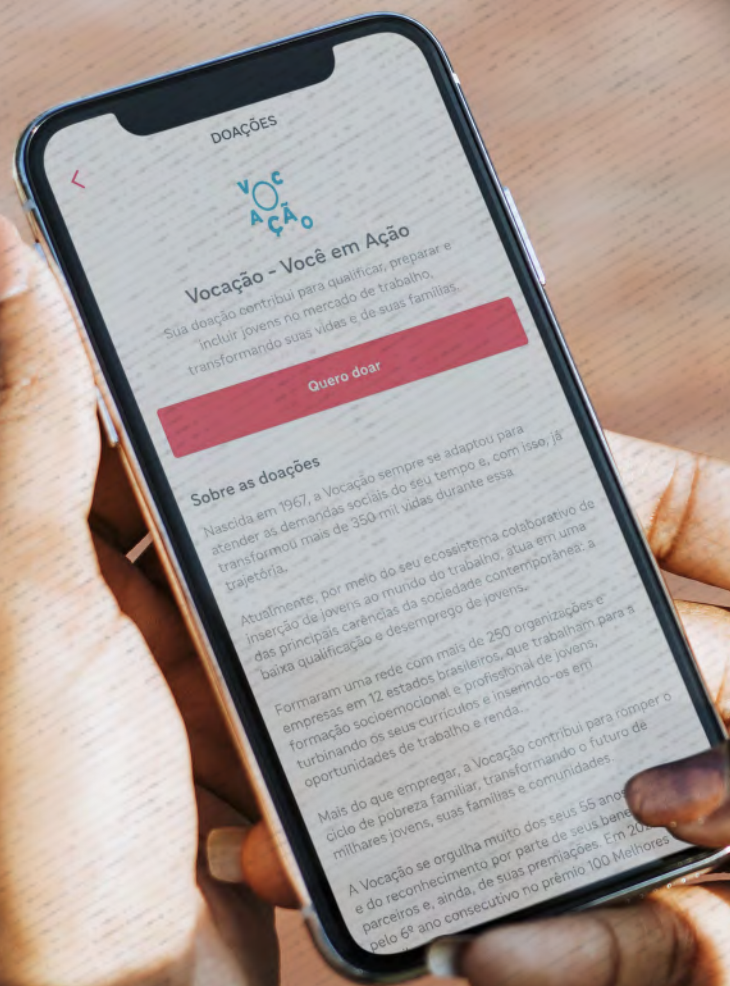 DOAÇÕES
VOC
AÇÃO
Vocação - Você em Ação
Sua doação contribui para qualificar, preparar e
incluir jovens no mercado de trabalho,
transformando suas vidas e de suas famílias.
Quero doar
Sobre as doações
Nascida em 1967, a Vocação sempre se adaptou para
atender as demandas sociais do seu tempo e, com isso, já
transformou mais de 350 mil vidas durante essa
trajetória.
Atualmente, por meio do seu ecossistema colaborativo de
inserção de jovens ao mundo do trabalho, atua em uma
das principais carências da sociedade contemporânea: a
baixa qualificação e desemprego de jovens.
Formaram uma rede com mais de 250 organizações e
empresas em 12 estados brasileiros, que trabalham para a
formação socioemocional e profissional de jovens;
turbinando os seus currículos e inserindo-os em
oportunidades de trabalho e renda.
Mais do que empregar, a Vocação contribui para romper o
ciclo de pobreza familiar, transformando o futuro de
milhares jovens, suas famílias e comunidades.
A Vocação se orgulha muito dos seus 55 anos
e do reconhecimento por parte de seus
parceiros e, ainda, de suas premiações. Em
pelo 6º ano consecutivo no prêmio 100 Melhores